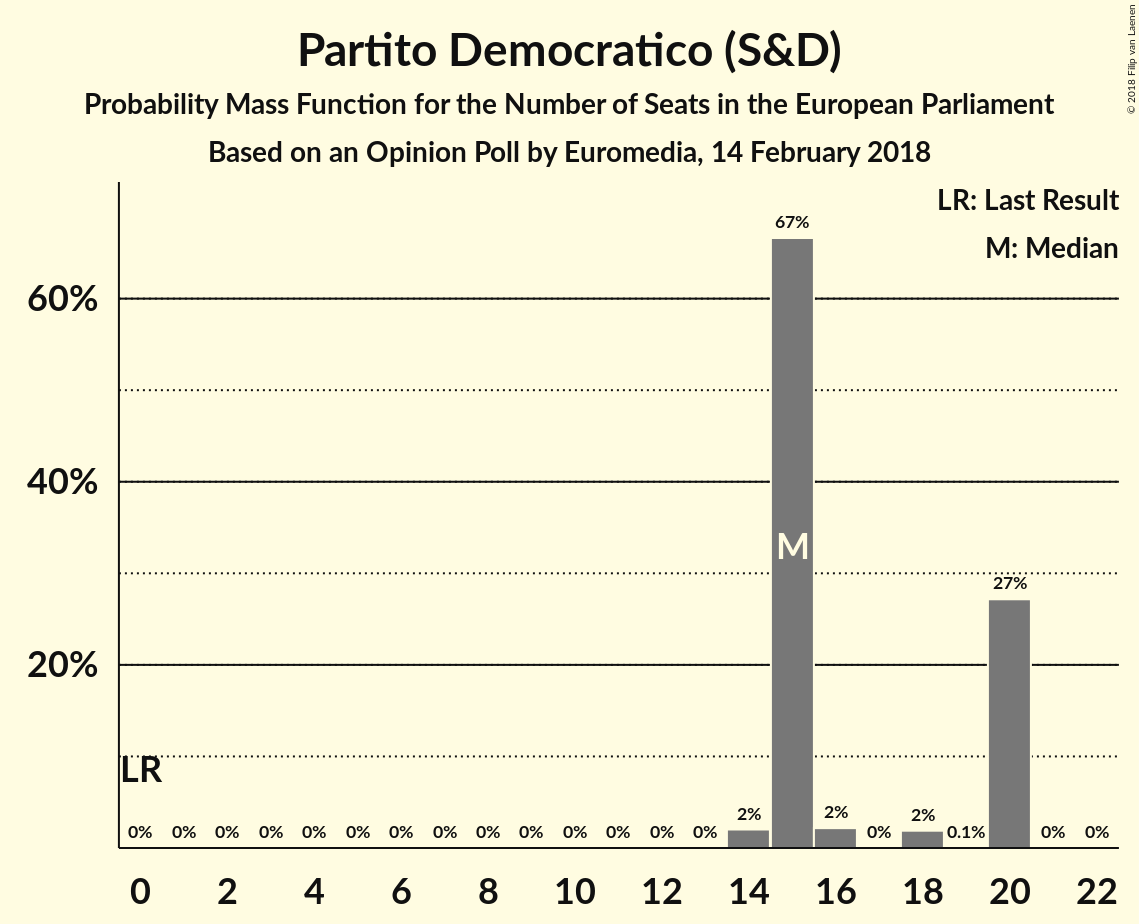 Partito Democratico (S&D)
Probability Mass Function for the Number of Seats in the European Parliament
Based on an Opinion Poll by Euromedia, 14 February 2018
© 2018 Filip van Laenen
LR: Last Result
M: Median
67%
60%
40%
M
27%
20%
LR
0% 0% 0% 0% 0% 0% 0% 0% 0% 0% 0% 0% 0% 0% 2% 2% 0% 2% 0.1% 0% 0%
0 2 4 6 8 10 12 14 16 18 20 22